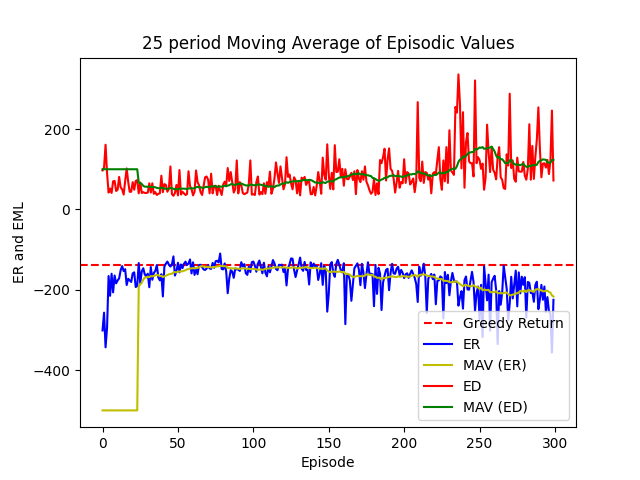 25 period Moving Average of Episodic Values
ER and EML
200
0
−200
−400
Greedy Return
ER
MAV (ER)
ED
MAV (ED)
0
50
100
150
200
250
300
Episode